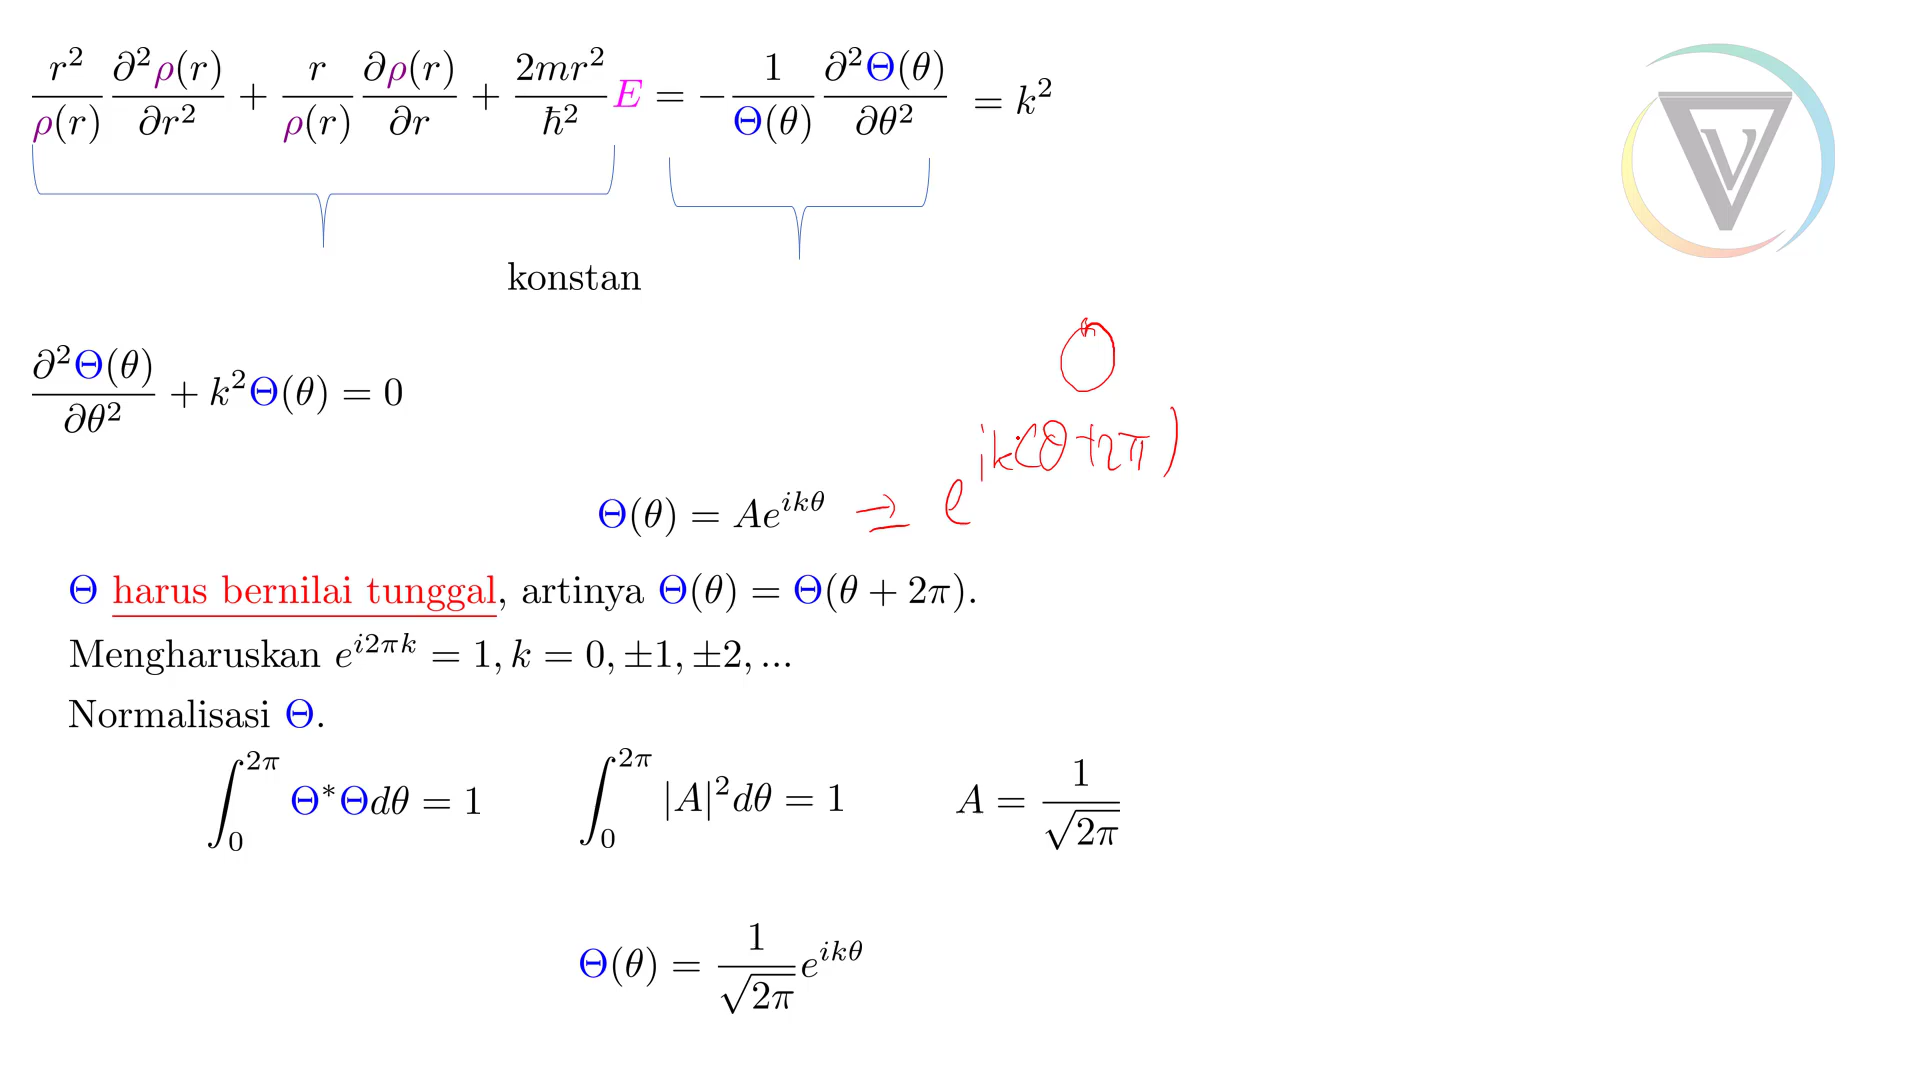 r²/ρ(r) ∂²ρ(r)/∂r² + r/ρ(r) ∂ρ(r)/∂r + 2mr²/ħ² E = −1/Θ(θ) ∂²Θ(θ)/∂θ² = k²
konstan
∂²Θ(θ)/∂θ² + k²Θ(θ) = 0
Θ(θ) = Ae^{ikθ} → e^{ik(θ+2π)}
Θ harus bernilai tunggal, artinya Θ(θ) = Θ(θ + 2π).
Mengharuskan e^{i2πk} = 1, k = 0, ±1, ±2, ...
Normalisasi Θ.
∫₀^{2π} Θ*Θdθ = 1 ∫₀^{2π} |A|²dθ = 1 A = 1/√(2π)
Θ(θ) = 1/√(2π) e^{ikθ}
V